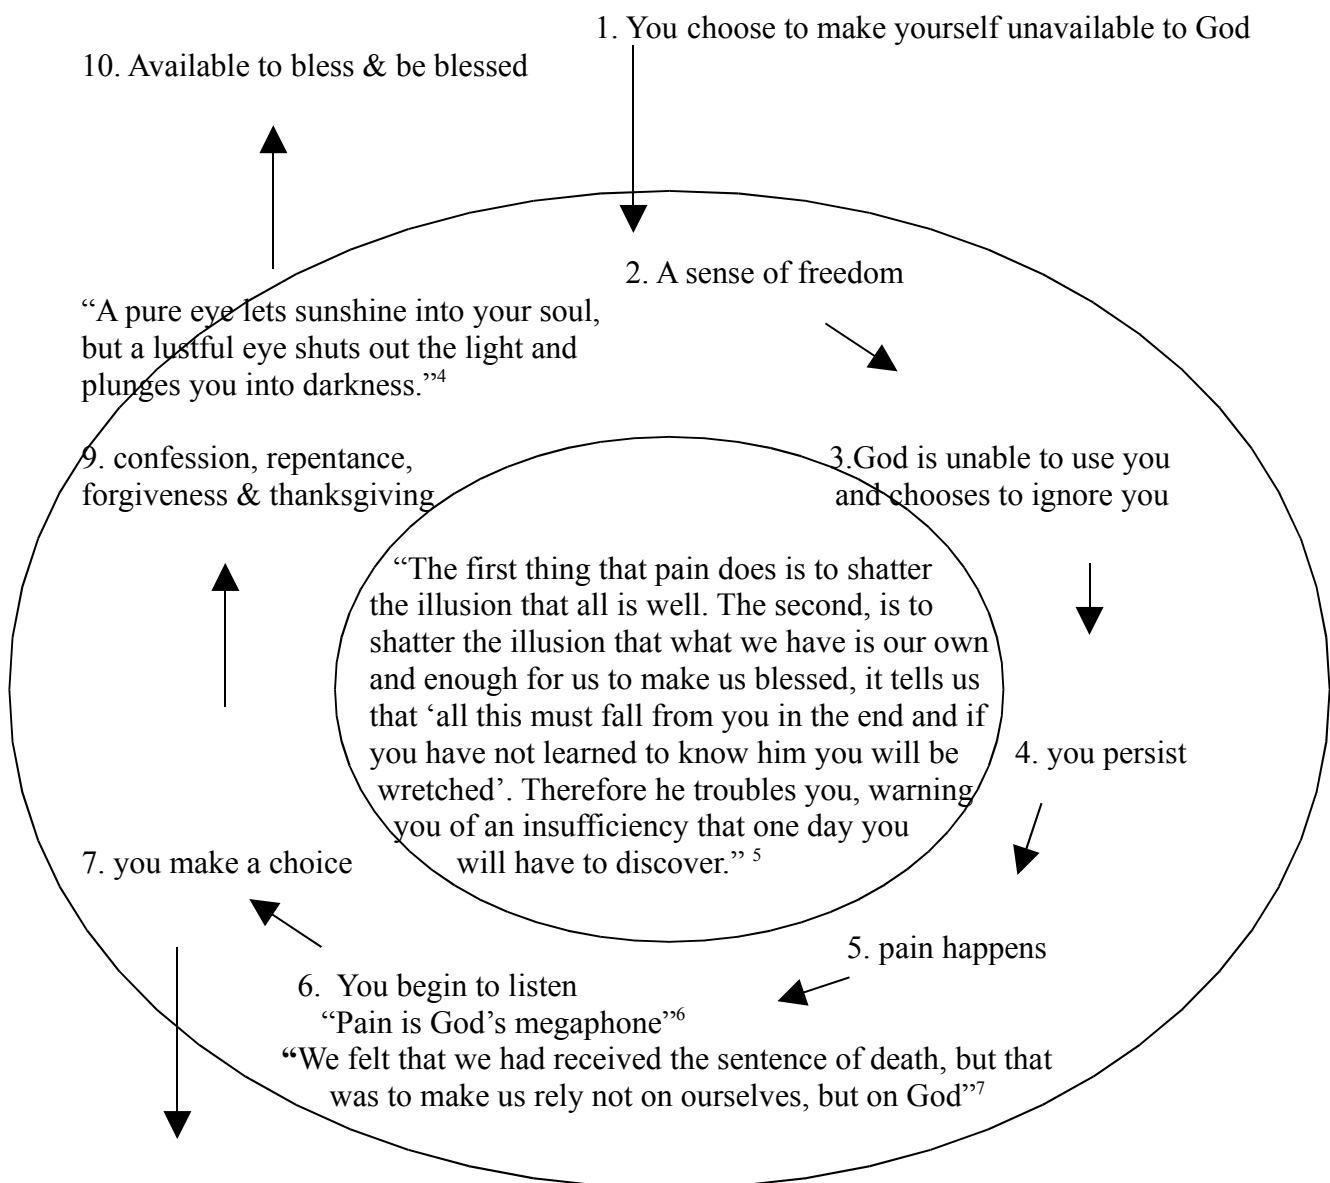 1. You choose to make yourself unavailable to God
10. Available to bless & be blessed
2. A sense of freedom
“A pure eye lets sunshine into your soul,
but a lustful eye shuts out the light and
plunges you into darkness.”4
9. confession, repentance,
forgiveness & thanksgiving
3.God is unable to use you
and chooses to ignore you
“The first thing that pain does is to shatter
the illusion that all is well. The second, is to
shatter the illusion that what we have is our own
and enough for us to make us blessed, it tells us
that ‘all this must fall from you in the end and if
you have not learned to know him you will be
wretched’. Therefore he troubles you, warning
you of an insufficiency that one day you
will have to discover.” 5
4. you persist
7. you make a choice
5. pain happens
6.  You begin to listen
“Pain is God’s megaphone”6
“We felt that we had received the sentence of death, but that
was to make us rely not on ourselves, but on God”7